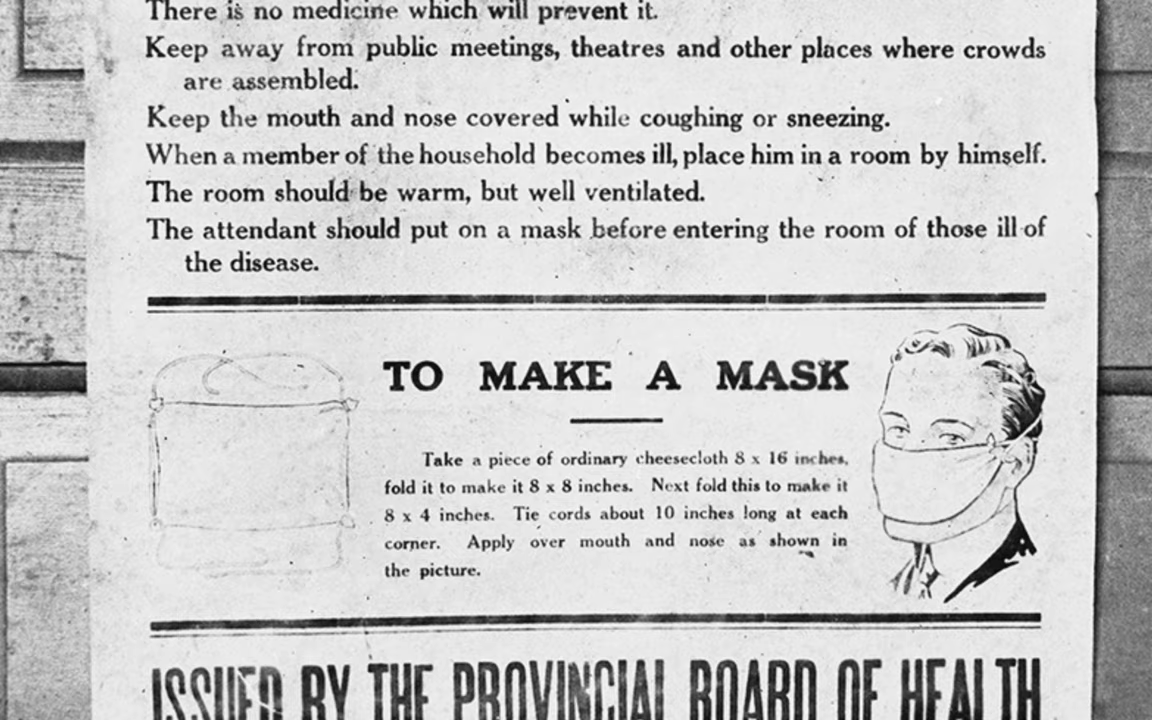 There is no medicine which will prevent it.
Keep away from public meetings, theatres and other places where crowds
are assembled.
Keep the mouth and nose covered while coughing or sneezing.
When a member of the household becomes ill, place him in a room by himself.
The room should be warm, but well ventilated.
The attendant should put on a mask before entering the room of those ill of
the disease.
TO MAKE A MASK
Take a piece of ordinary cheesecloth 8 x 16 inches,
fold it to make it 8 x 8 inches. Next fold this to make it
8 x 4 inches. Tie cords about 10 inches long at each
corner. Apply over mouth and nose as shown in
the picture.
ISSUED BY THE PROVINCIAL BOARD OF HEALTH